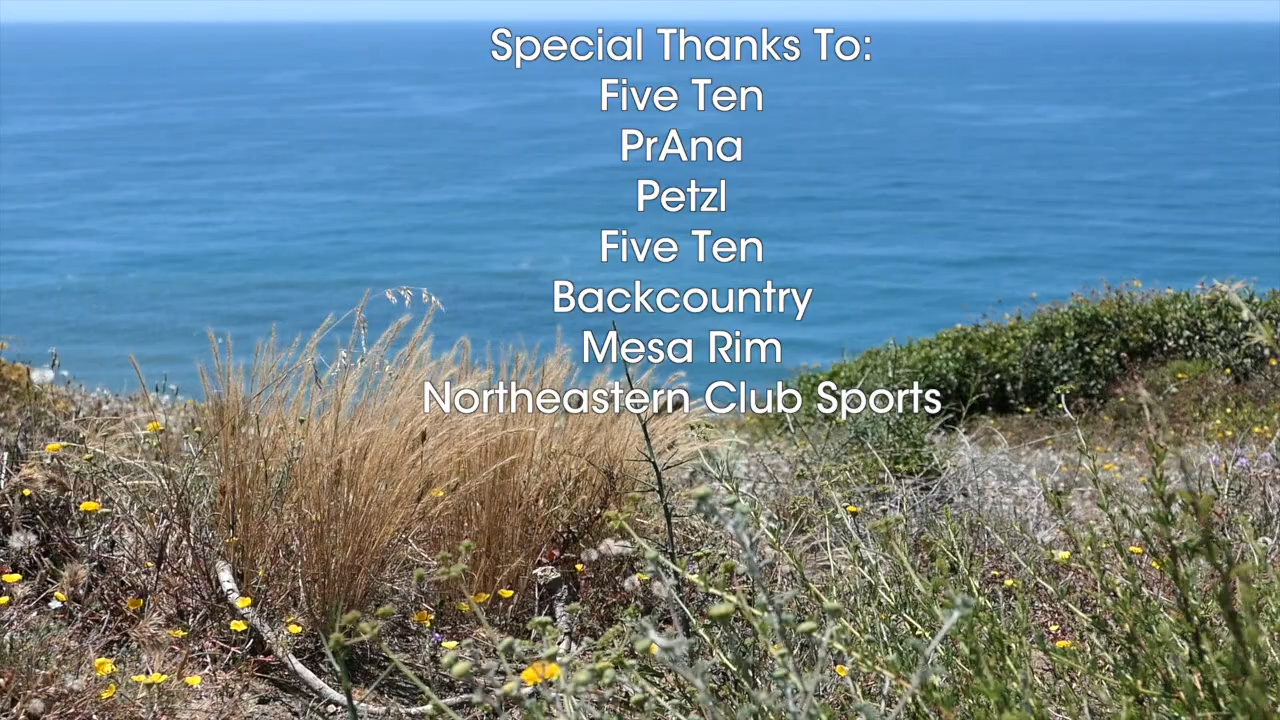 Special Thanks To:
Five Ten
PrAna
Petzl
Five Ten
Backcountry
Mesa Rim
Northeastern Club Sports